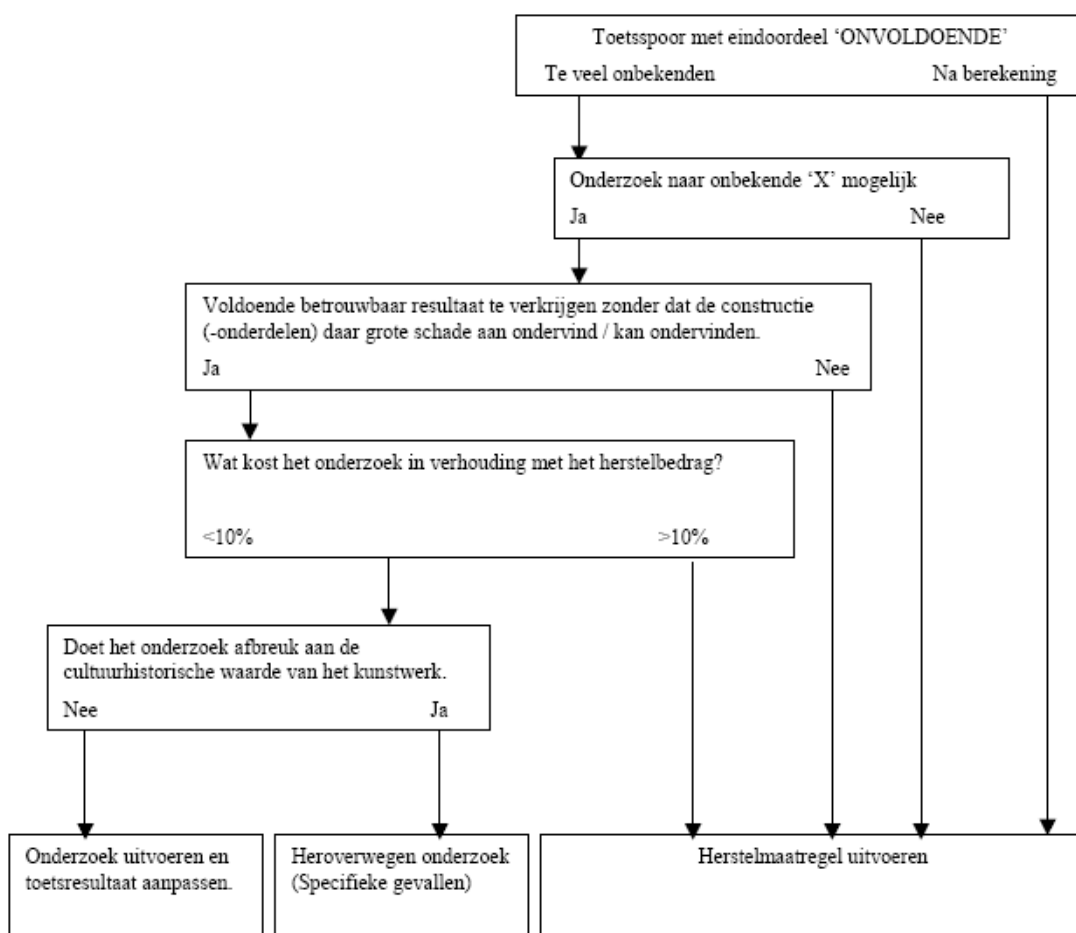 Toetsspoor met eindoordeel ‘ONVOLDOENDE’
Te veel onbekenden Na berekening
Onderzoek naar onbekende ‘X’ mogelijk
Ja Nee
Voldoende betrouwbaar resultaat te verkrijgen zonder dat de constructie
(-onderdelen) daar grote schade aan ondervind / kan ondervinden.
Ja Nee
Wat kost het onderzoek in verhouding met het herstelbedrag?
<10% >10%
Doet het onderzoek afbreuk aan de
cultuurhistorische waarde van het kunstwerk.
Nee Ja
Onderzoek uitvoeren en
toetsresultaat aanpassen.
Heroverwegen onderzoek
(Specifieke gevallen)
Herstelmaatregel uitvoeren